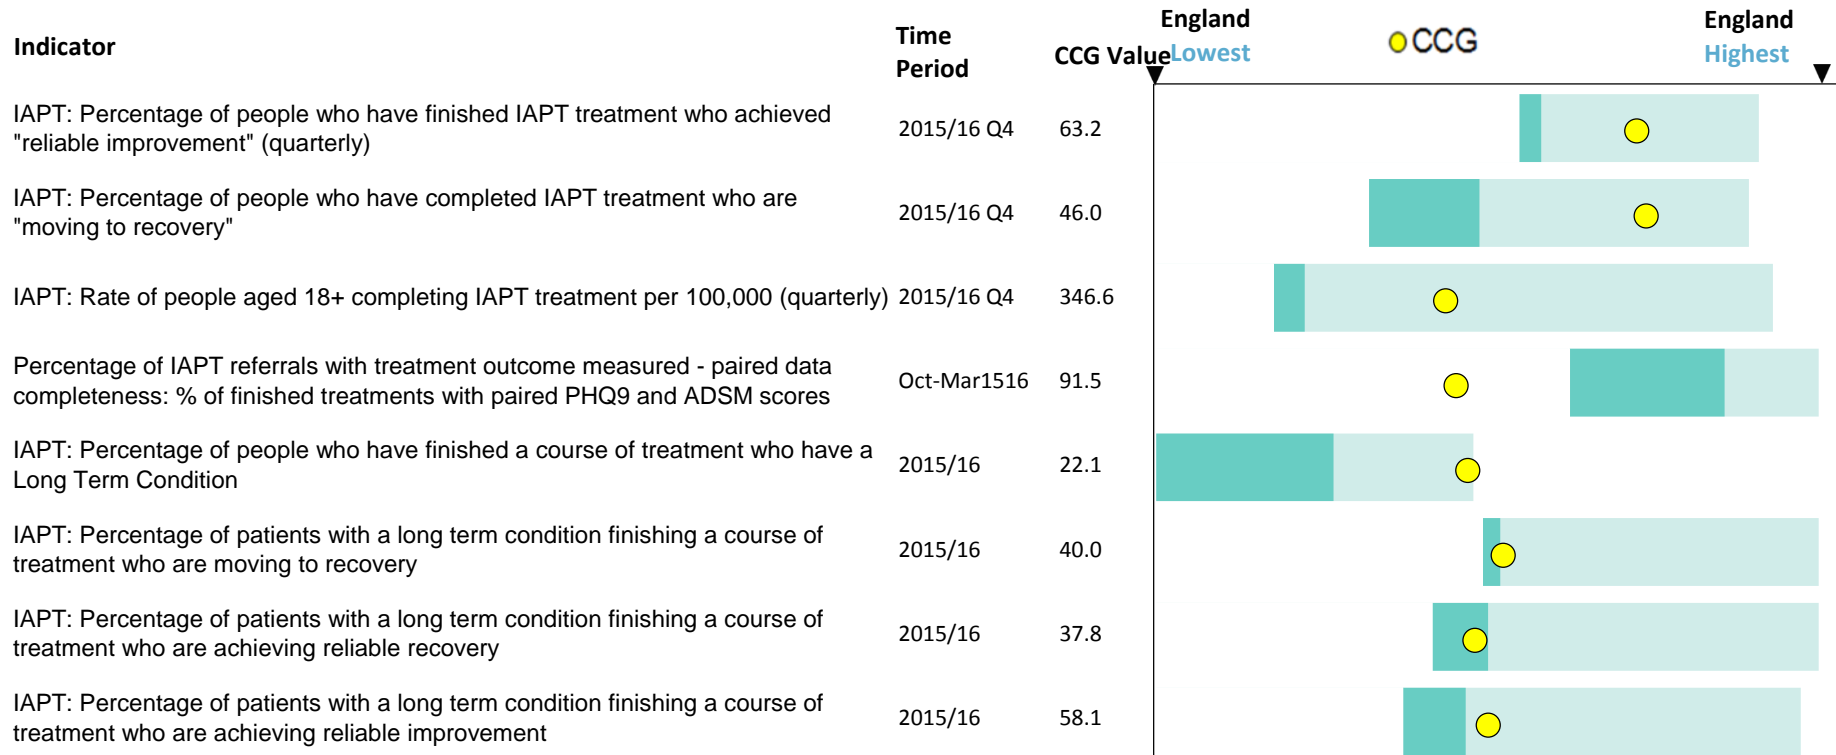 Indicator
Time
Period
CCG Value
England
Lowest
CCG
England
Highest
IAPT: Percentage of people who have finished IAPT treatment who achieved
"reliable improvement" (quarterly)
2015/16 Q4
63.2
IAPT: Percentage of people who have completed IAPT treatment who are
"moving to recovery"
2015/16 Q4
46.0
IAPT: Rate of people aged 18+ completing IAPT treatment per 100,000 (quarterly)
2015/16 Q4
346.6
Percentage of IAPT referrals with treatment outcome measured - paired data
completeness: % of finished treatments with paired PHQ9 and ADSM scores
Oct-Mar1516
91.5
IAPT: Percentage of people who have finished a course of treatment who have a
Long Term Condition
2015/16
22.1
IAPT: Percentage of patients with a long term condition finishing a course of
treatment who are moving to recovery
2015/16
40.0
IAPT: Percentage of patients with a long term condition finishing a course of
treatment who are achieving reliable recovery
2015/16
37.8
IAPT: Percentage of patients with a long term condition finishing a course of
treatment who are achieving reliable improvement
2015/16
58.1